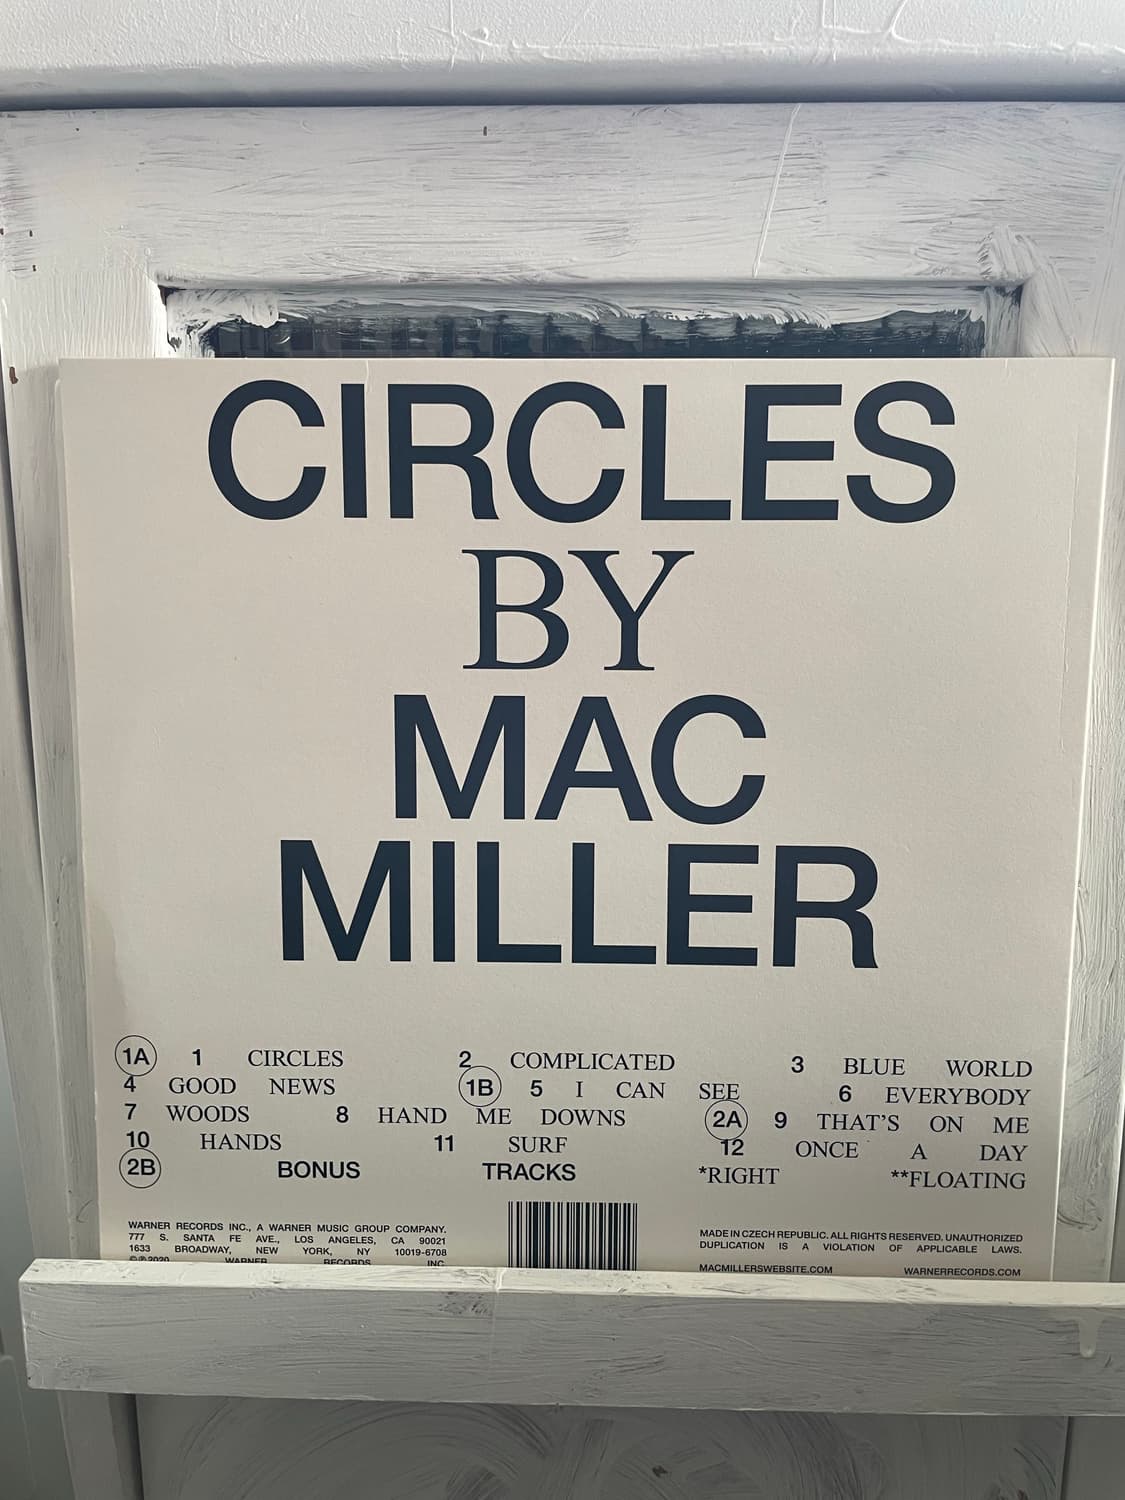 CIRCLES
BY
MAC
MILLER
1A 1 CIRCLES 2 COMPLICATED 3 BLUE WORLD
4 GOOD NEWS 1B 5 I CAN SEE 6 EVERYBODY
7 WOODS 8 HAND ME DOWNS 2A 9 THAT'S ON ME
10 HANDS 11 SURF 12 ONCE A DAY
2B BONUS TRACKS *RIGHT **FLOATING
WARNER RECORDS INC., A WARNER MUSIC GROUP COMPANY.
777 S. SANTA FE AVE., LOS ANGELES, CA 90021
1633 BROADWAY, NEW YORK, NY 10019-6708
©℗ 2020 WARNER RECORDS INC.
MADE IN CZECH REPUBLIC. ALL RIGHTS RESERVED. UNAUTHORIZED
DUPLICATION IS A VIOLATION OF APPLICABLE LAWS.
MACMILLERSWEBSITE.COM WARNERRECORDS.COM